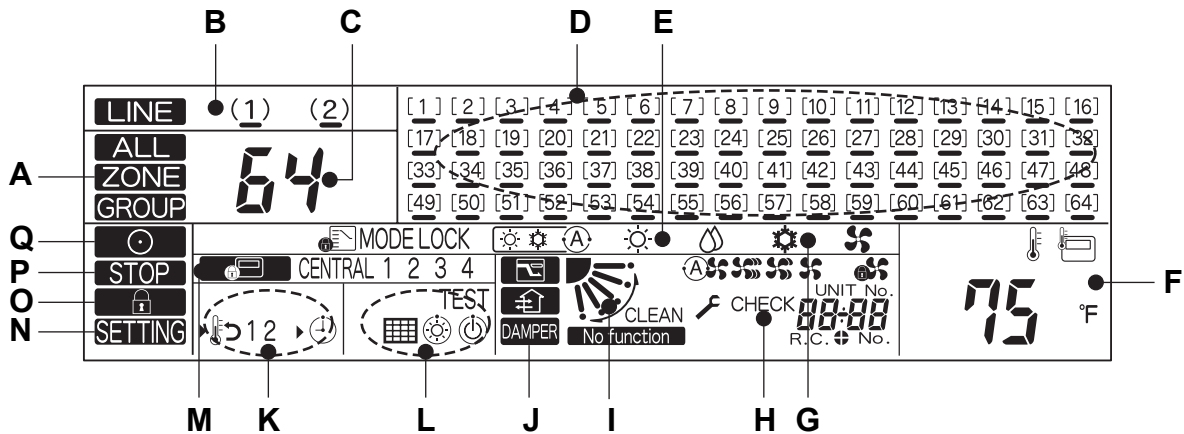 B C D E
LINE (1) (2)
[1] [2] [3] [4] [5] [6] [7] [8] [9] [10] [11] [12] [13] [14] [15] [16]
ALL
[17] [18] [19] [20] [21] [22] [23] [24] [25] [26] [27] [28] [29] [30] [31] [32]
A ZONE 64
[33] [34] [35] [36] [37] [38] [39] [40] [41] [42] [43] [44] [45] [46] [47] [48]
GROUP
[49] [50] [51] [52] [53] [54] [55] [56] [57] [58] [59] [60] [61] [62] [63] [64]
Q MODE LOCK A
P STOP CENTRAL 1 2 3 4 A
F
UNIT No.
O TEST CLEAN CHECK 88:88 75 °F
N SETTING 12 DAMPER No function R.C. No.
M K L J I H G